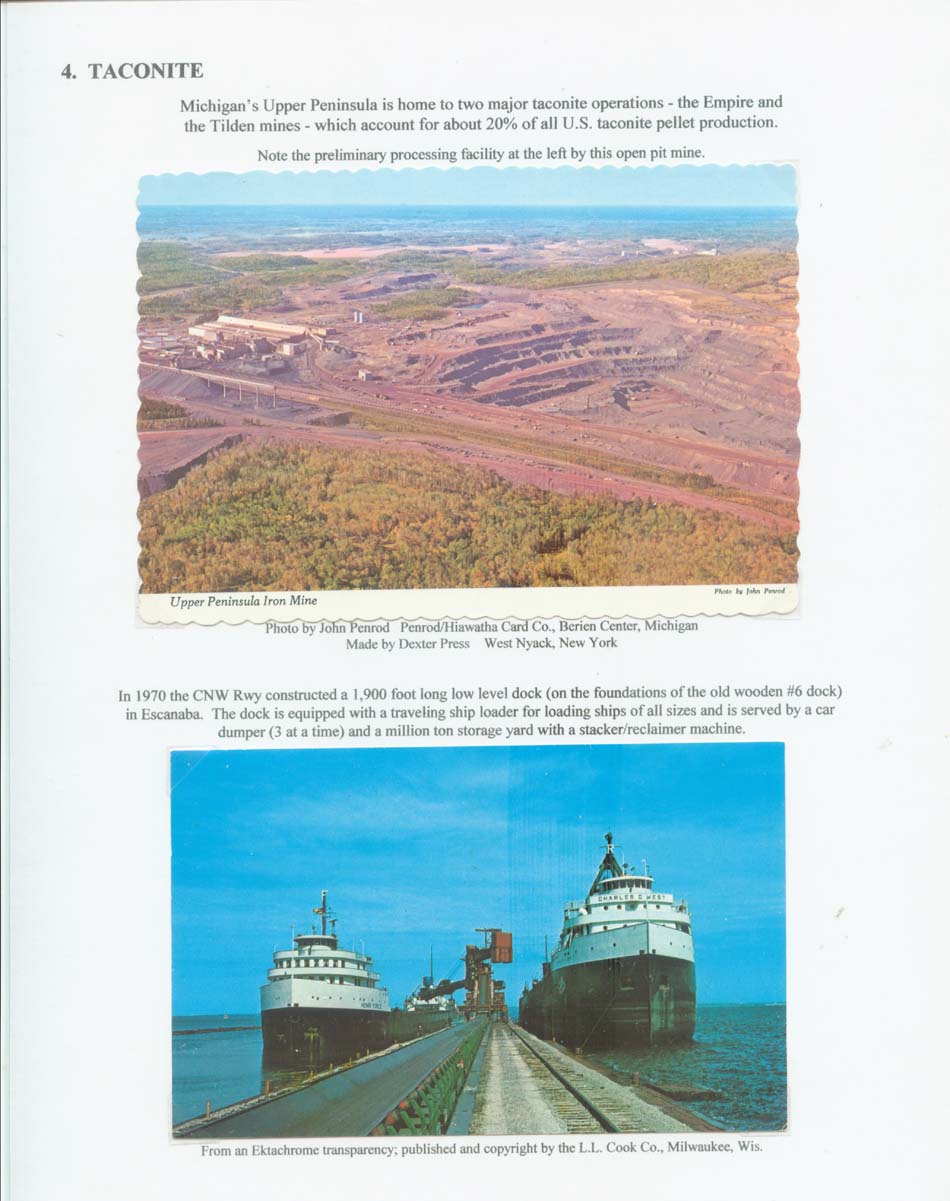 4. TACONITE
Michigan's Upper Peninsula is home to two major taconite operations - the Empire and
the Tilden mines - which account for about 20% of all U.S. taconite pellet production.
Note the preliminary processing facility at the left by this open pit mine.
Upper Peninsula Iron Mine
Photo by John Penrod
Photo by John Penrod Penrod/Hiawatha Card Co., Berien Center, Michigan
Made by Dexter Press West Nyack, New York
In 1970 the CNW Rwy constructed a 1,900 foot long low level dock (on the foundations of the old wooden #6 dock)
in Escanaba. The dock is equipped with a traveling ship loader for loading ships of all sizes and is served by a car
dumper (3 at a time) and a million ton storage yard with a stacker/reclaimer machine.
R
CHARLES C. WEST
HENRY FORD II
From an Ektachrome transparency; published and copyright by the L.L. Cook Co., Milwaukee, Wis.